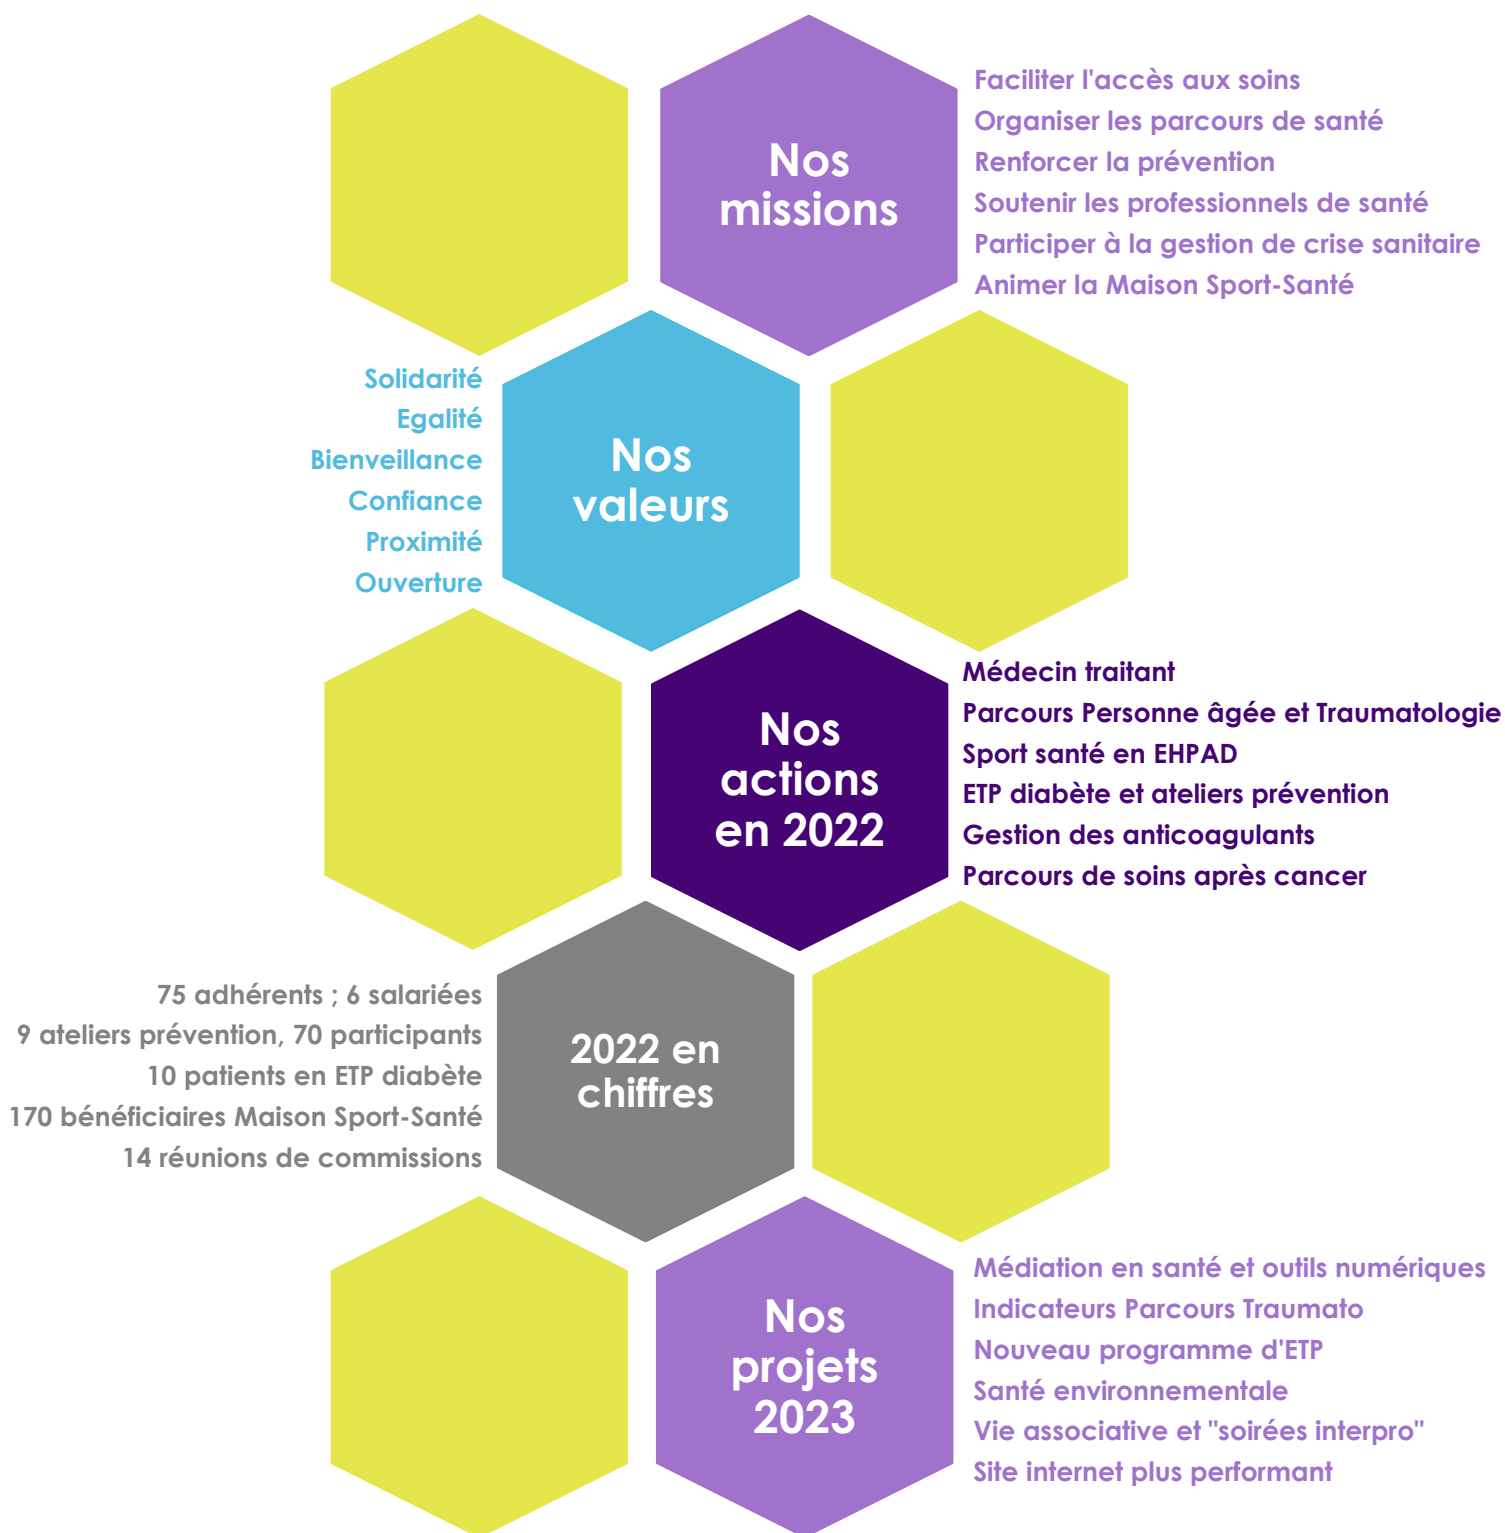 Nos
missions
Faciliter l'accès aux soins
Organiser les parcours de santé
Renforcer la prévention
Soutenir les professionnels de santé
Participer à la gestion de crise sanitaire
Animer la Maison Sport-Santé
Solidarité
Egalité
Bienveillance
Confiance
Proximité
Ouverture
Nos
valeurs
Nos
actions
en 2022
Médecin traitant
Parcours Personne âgée et Traumatologie
Sport santé en EHPAD
ETP diabète et ateliers prévention
Gestion des anticoagulants
Parcours de soins après cancer
75 adhérents ; 6 salariées
9 ateliers prévention, 70 participants
10 patients en ETP diabète
170 bénéficiaires Maison Sport-Santé
14 réunions de commissions
2022 en
chiffres
Nos
projets
2023
Médiation en santé et outils numériques
Indicateurs Parcours Traumato
Nouveau programme d'ETP
Santé environnementale
Vie associative et "soirées interpro"
Site internet plus performant